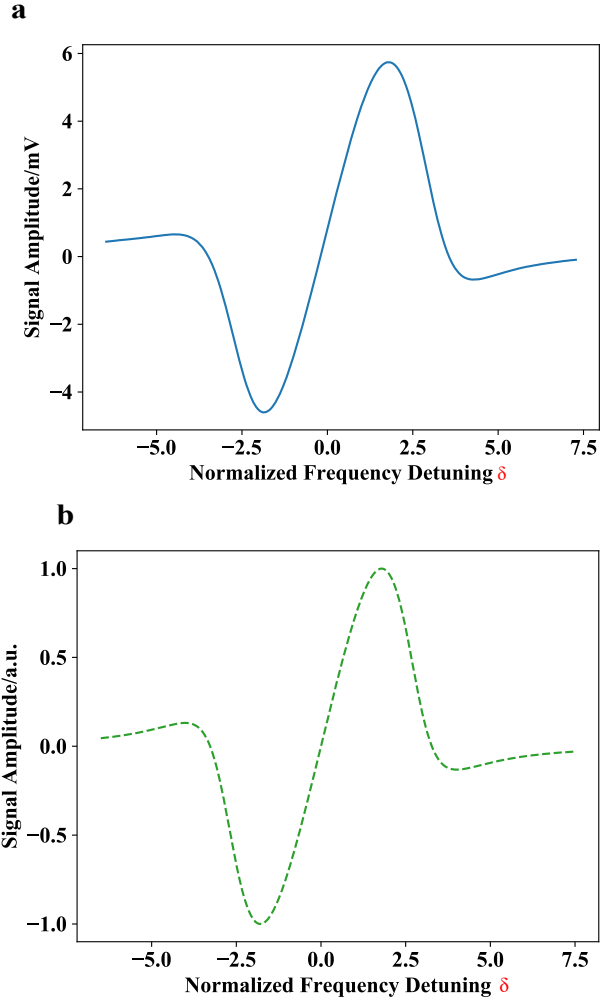 a
6
4
2
0
−2
−4
Signal Amplitude/mV
−5.0 −2.5 0.0 2.5 5.0 7.5
Normalized Frequency Detuning δ
b
1.0
0.5
0.0
−0.5
−1.0
Signal Amplitude/a.u.
−5.0 −2.5 0.0 2.5 5.0 7.5
Normalized Frequency Detuning δ